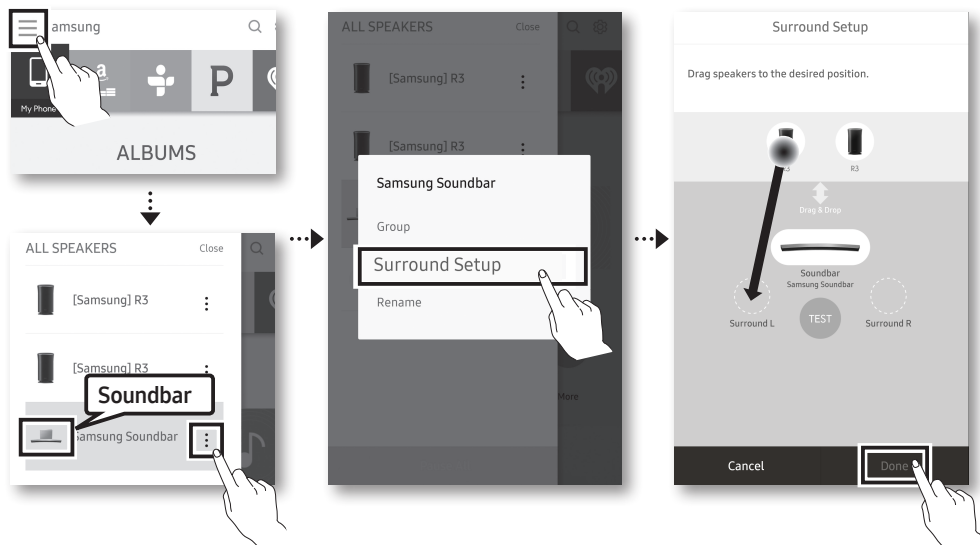 amsung
My Phone
a
P
ALBUMS
ALL SPEAKERS Close
[Samsung] R3
[Samsung] R3
Soundbar
Samsung Soundbar
ALL SPEAKERS Close
[Samsung] R3
[Samsung] R3
Samsung Soundbar
Group
Surround Setup
Rename
More
Surround Setup
Drag speakers to the desired position.
R3 R3
Drag & Drop
Soundbar
Samsung Soundbar
Surround L TEST Surround R
Cancel Done